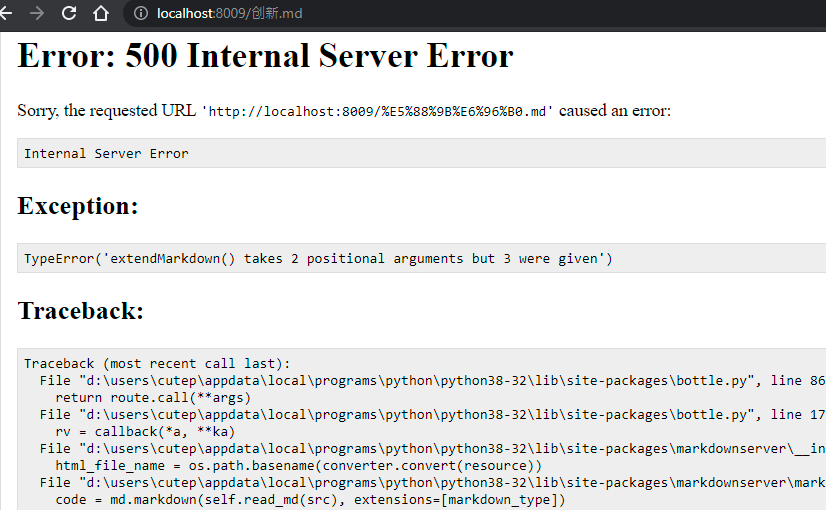 localhost:8009/创新.md
Error: 500 Internal Server Error
Sorry, the requested URL 'http://localhost:8009/%E5%88%9B%E6%96%B0.md' caused an error:
Internal Server Error
Exception:
TypeError('extendMarkdown() takes 2 positional arguments but 3 were given')
Traceback:
Traceback (most recent call last):
File "d:\users\cutep\appdata\local\programs\python\python38-32\lib\site-packages\bottle.py", line 86
return route.call(**args)
File "d:\users\cutep\appdata\local\programs\python\python38-32\lib\site-packages\bottle.py", line 17
rv = callback(*a, **ka)
File "d:\users\cutep\appdata\local\programs\python\python38-32\lib\site-packages\markdownserver\__in
html_file_name = os.path.basename(converter.convert(resource))
File "d:\users\cutep\appdata\local\programs\python\python38-32\lib\site-packages\markdownserver\mark
code = md.markdown(self.read_md(src), extensions=[markdown_type])